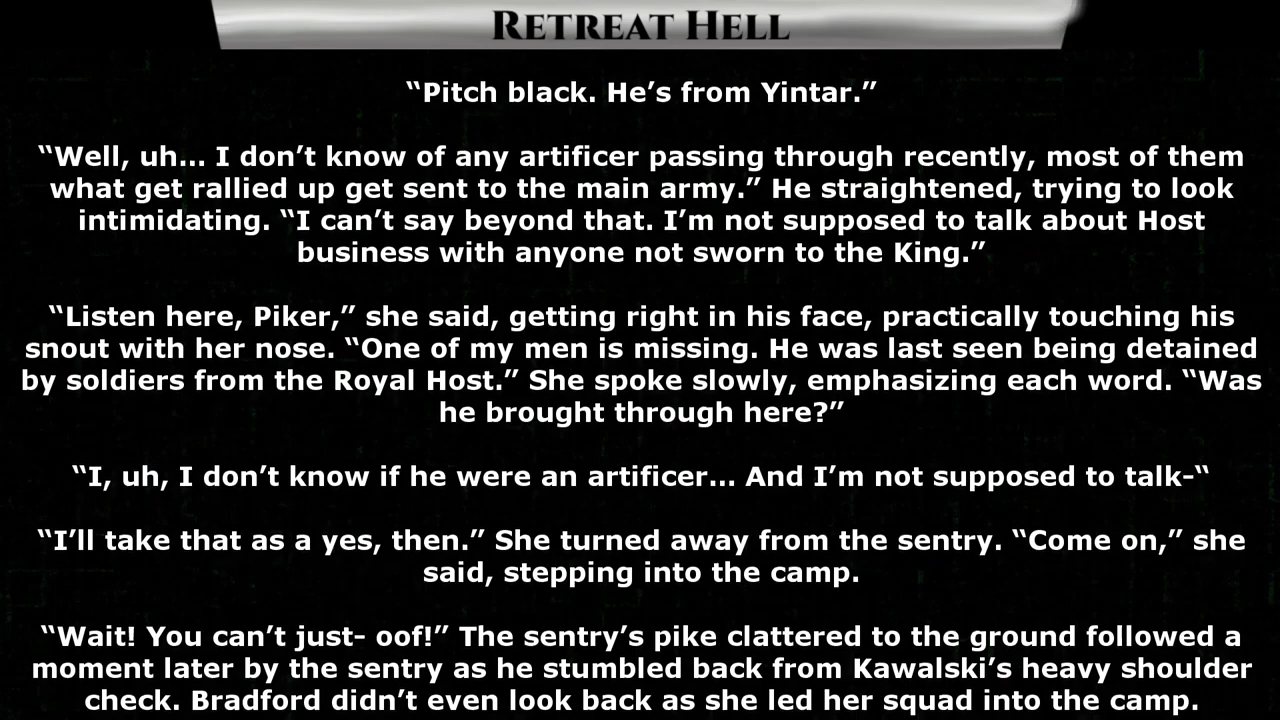 RETREAT HELL
“Pitch black. He’s from Yintar.”
“Well, uh... I don’t know of any artificer passing through recently, most of them
what get rallied up get sent to the main army.” He straightened, trying to look
intimidating. “I can’t say beyond that. I’m not supposed to talk about Host
business with anyone not sworn to the King.”
“Listen here, Piker,” she said, getting right in his face, practically touching his
snout with her nose. “One of my men is missing. He was last seen being detained
by soldiers from the Royal Host.” She spoke slowly, emphasizing each word. “Was
he brought through here?”
“I, uh, I don’t know if he were an artificer... And I’m not supposed to talk-“
“I’ll take that as a yes, then.” She turned away from the sentry. “Come on,” she
said, stepping into the camp.
“Wait! You can’t just- oof!” The sentry’s pike clattered to the ground followed a
moment later by the sentry as he stumbled back from Kawalski’s heavy shoulder
check. Bradford didn’t even look back as she led her squad into the camp.